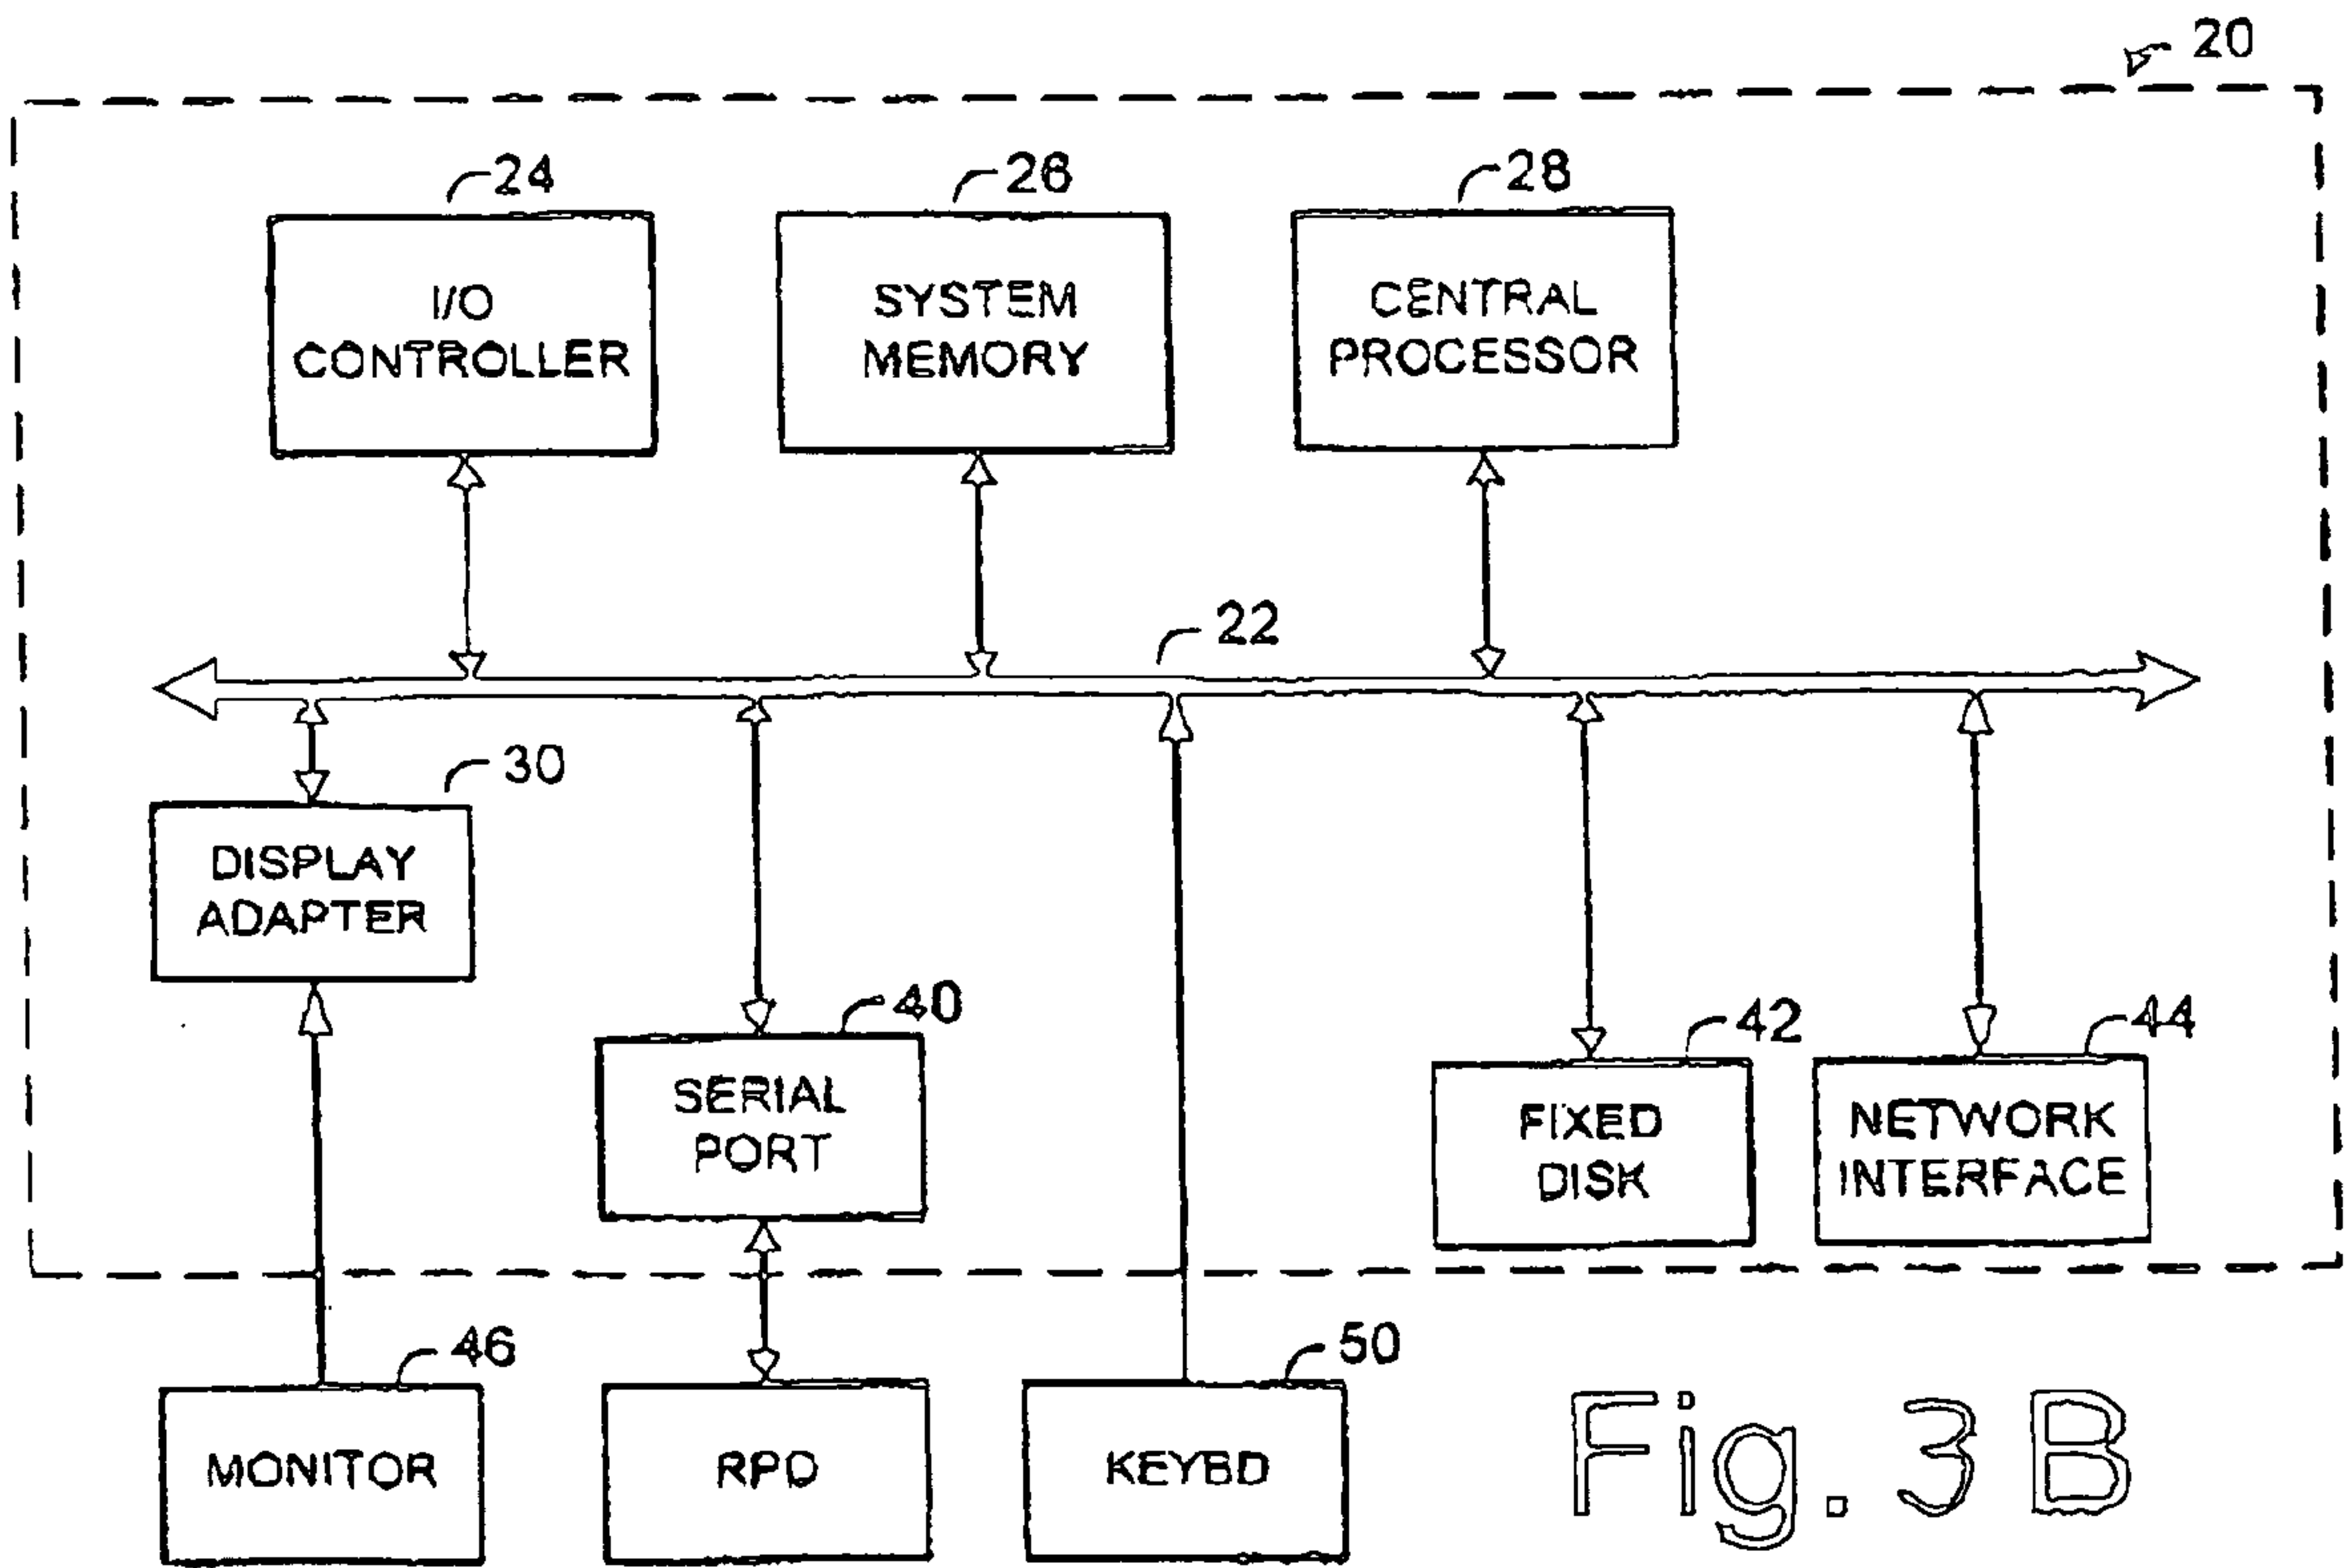 20
24
26
28
I/O
CONTROLLER
SYSTEM
MEMORY
CENTRAL
PROCESSOR
22
30
DISPLAY
ADAPTER
40
42
44
SERIAL
PORT
FIXED
DISK
NETWORK
INTERFACE
46
50
MONITOR
RPD
KEYBD
Fig. 3B